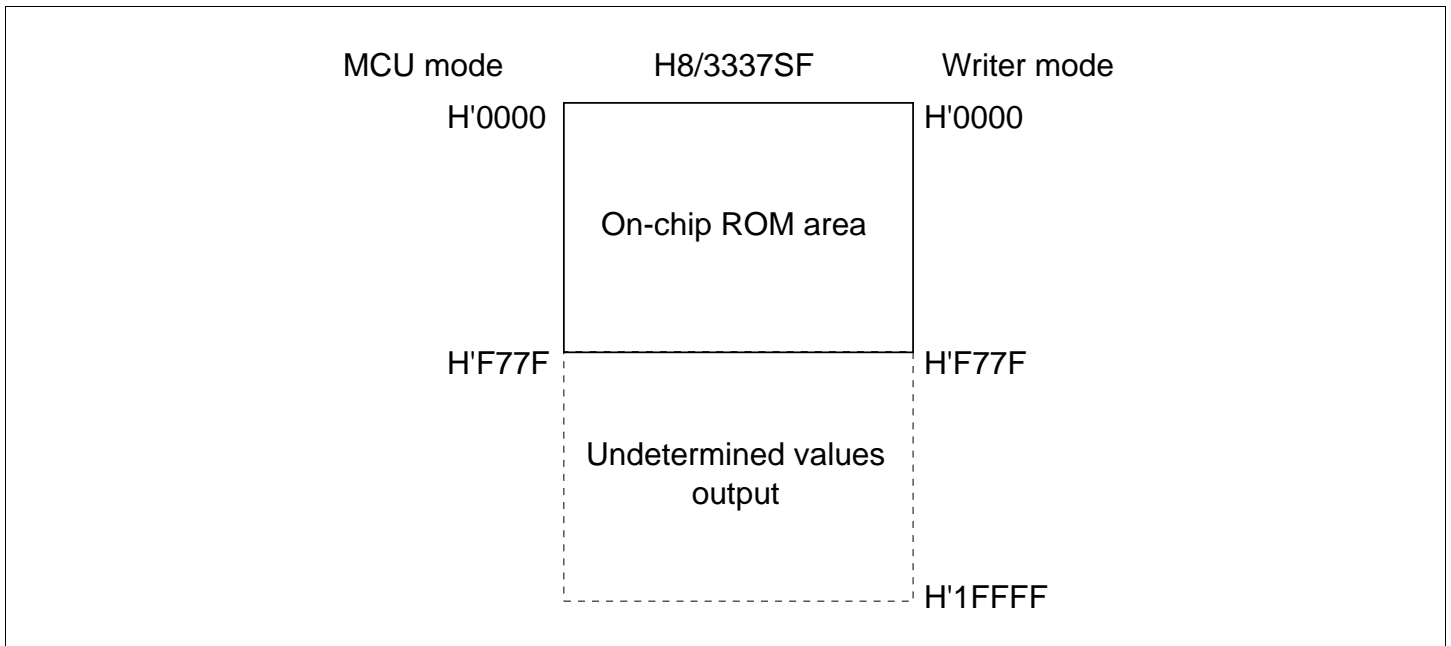 MCU mode H8/3337SF Writer mode
H'0000 H'0000
On-chip ROM area
H'F77F H'F77F
Undetermined values
output
H'1FFFF